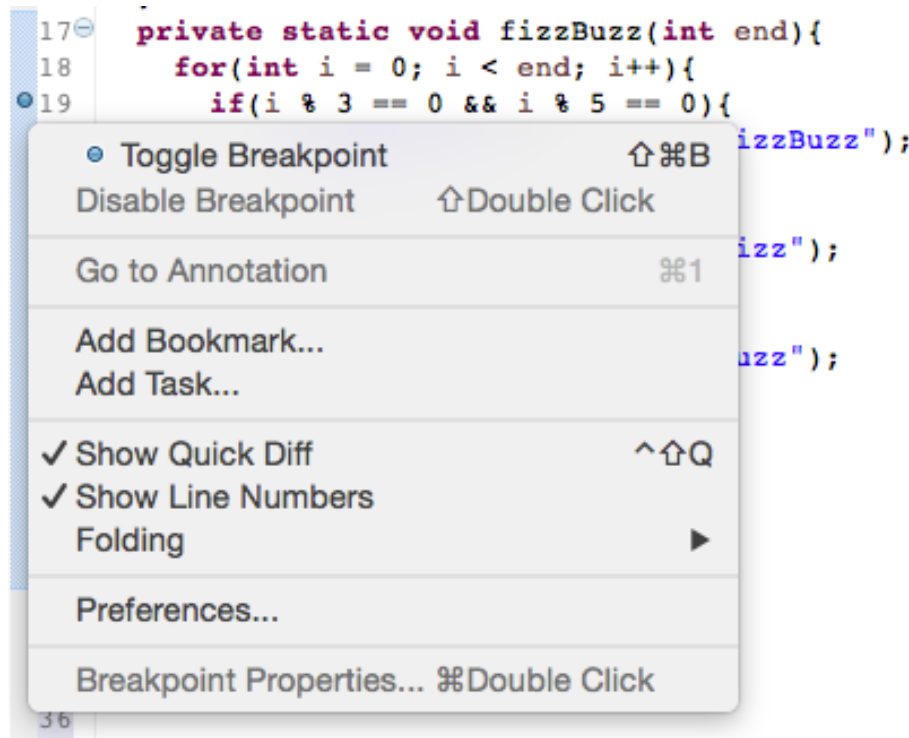 17 private static void fizzBuzz(int end){
18 for(int i = 0; i < end; i++){
19 if(i % 3 == 0 && i % 5 == 0){
izzBuzz");
Toggle Breakpoint ⇧⌘B
Disable Breakpoint ⇧Double Click
izz");
Go to Annotation ⌘1
Add Bookmark...
uzz");
Add Task...
✓ Show Quick Diff ^⇧Q
✓ Show Line Numbers
Folding ▶
Preferences...
Breakpoint Properties... ⌘Double Click
36